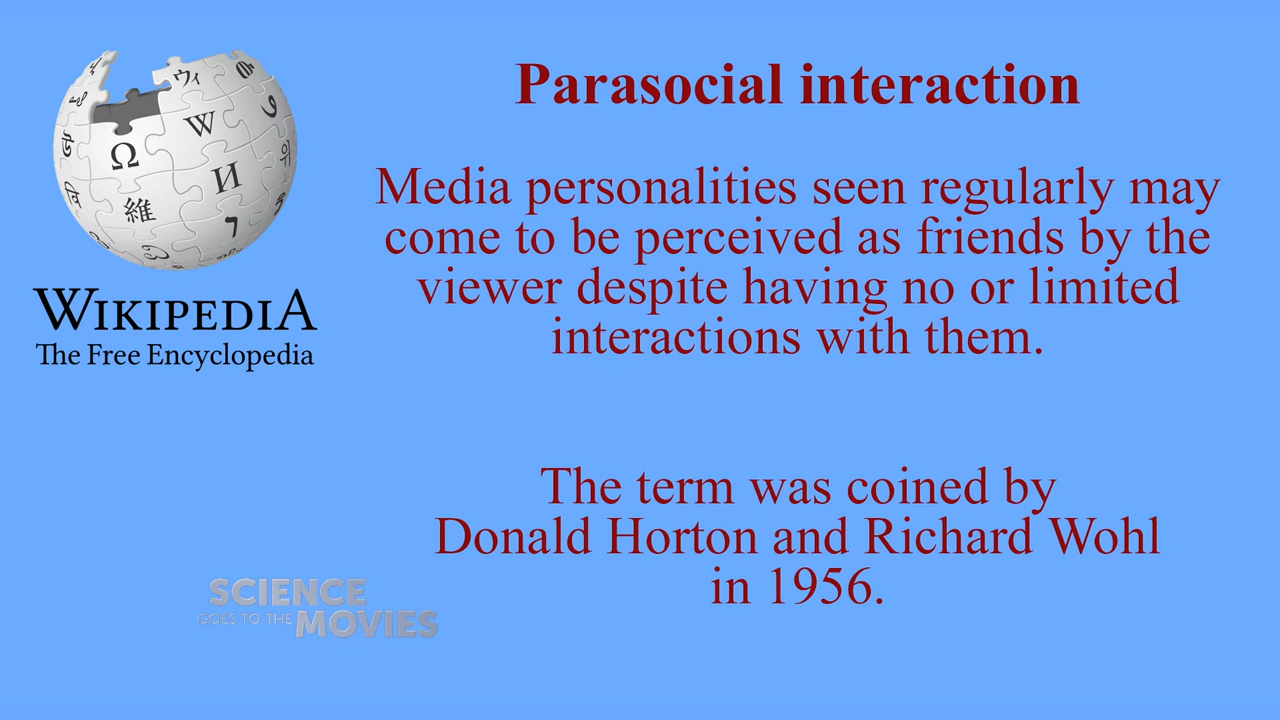 Parasocial interaction
Media personalities seen regularly may
come to be perceived as friends by the
viewer despite having no or limited
interactions with them.
The term was coined by
Donald Horton and Richard Wohl
in 1956.
Ω
W
И
維
ウィ
7
WIKIPEDIA
The Free Encyclopedia
SCIENCE
GOES TO THE MOVIES